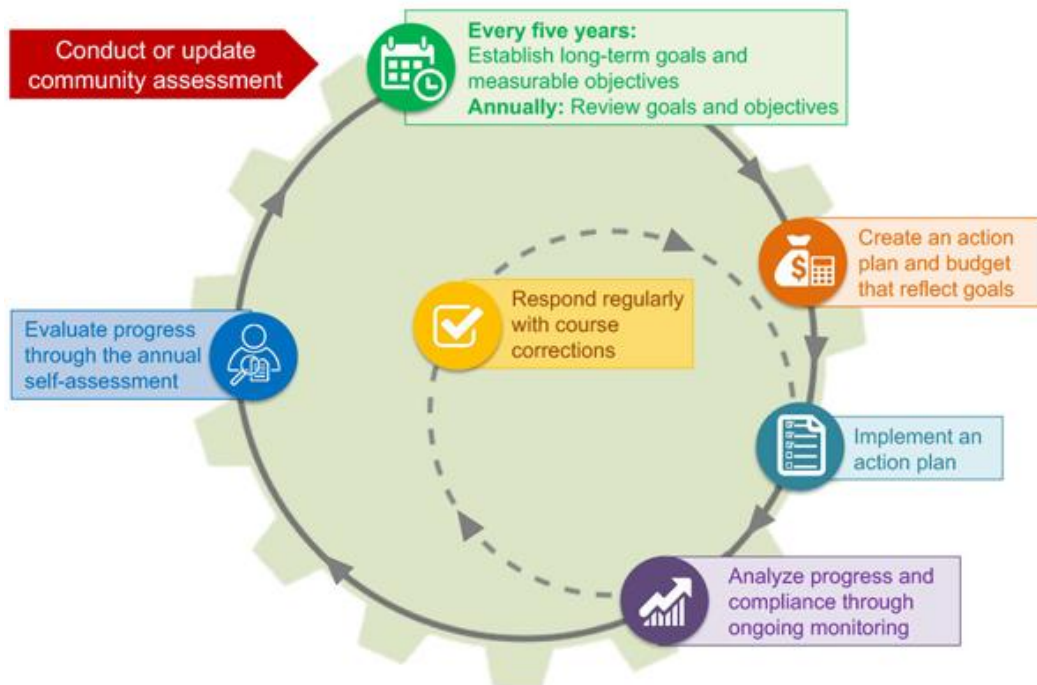 Conduct or update
community assessment
Every five years:
Establish long-term goals and
measurable objectives
Annually: Review goals and objectives
Create an action
plan and budget
that reflect goals
Respond regularly
with course
corrections
Evaluate progress
through the annual
self-assessment
Implement an
action plan
Analyze progress and
compliance through
ongoing monitoring